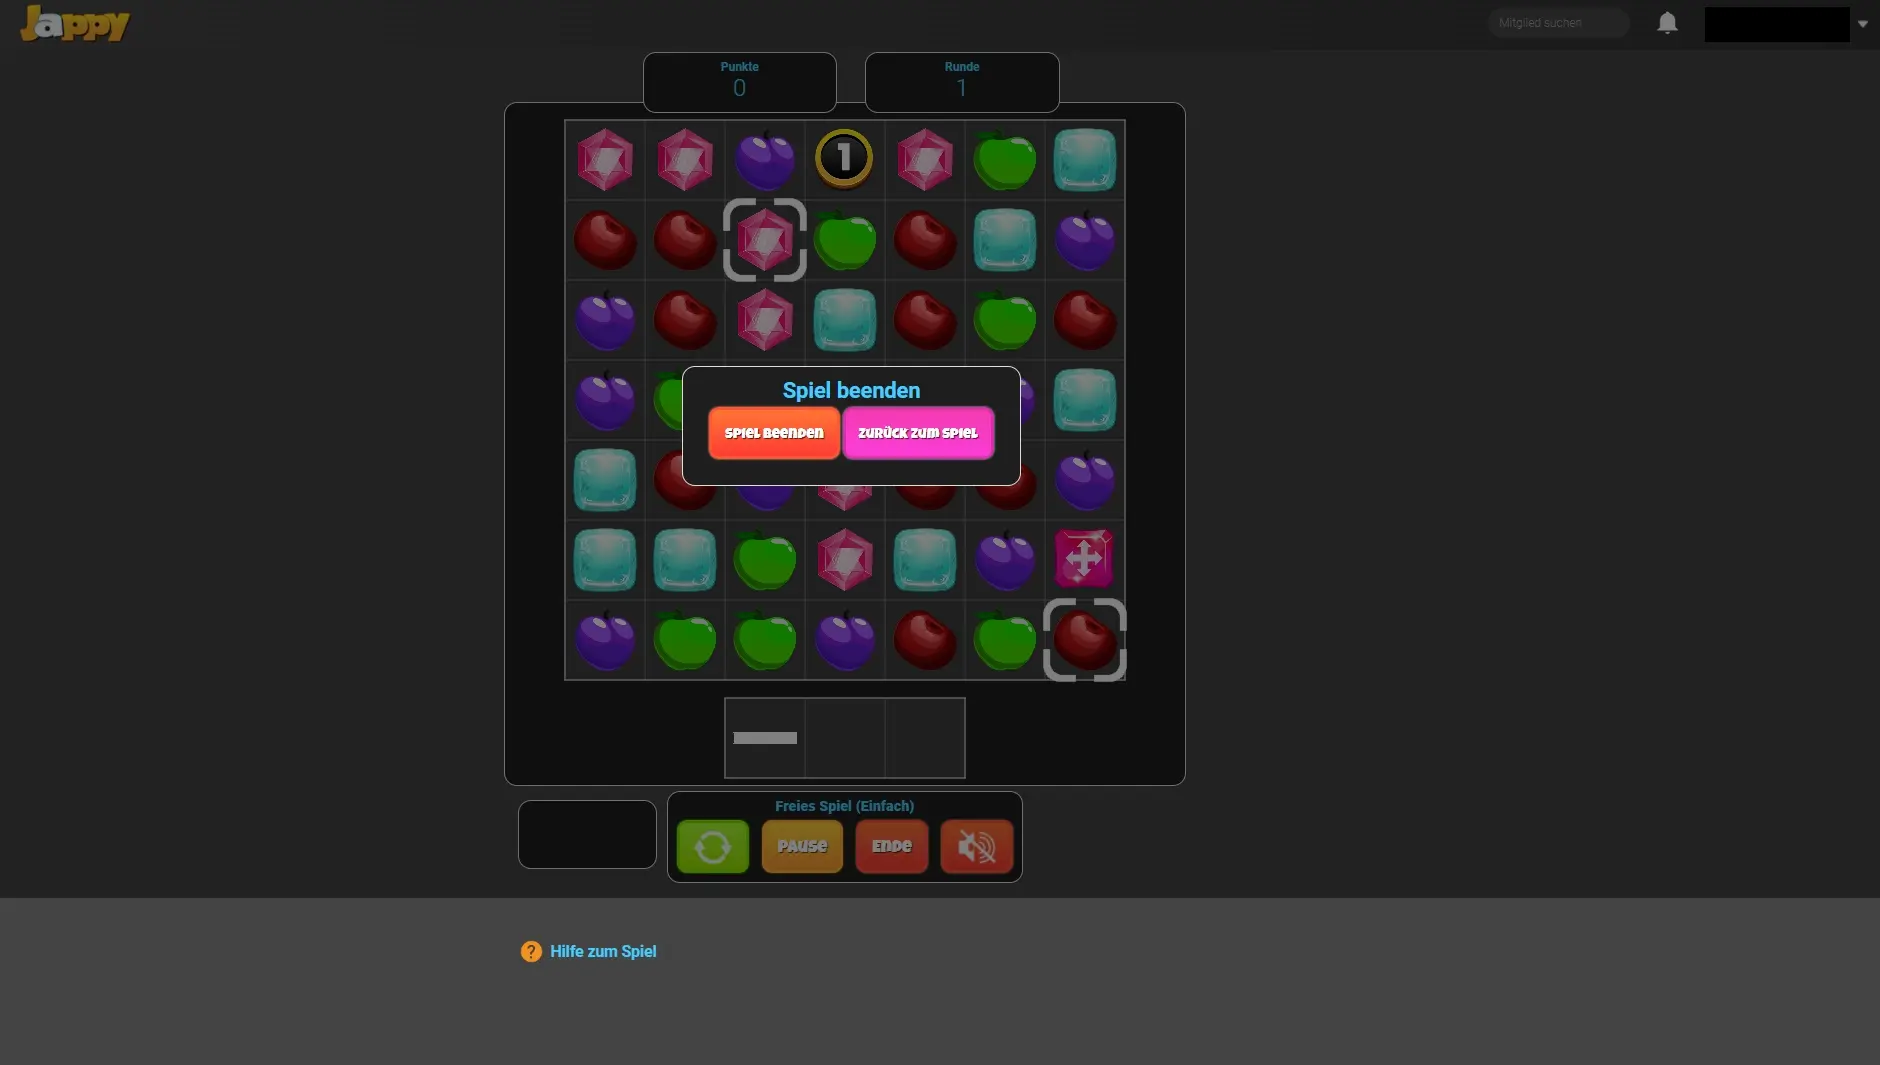 Jappy
Mitglied suchen
Punkte
0
Runde
1
1
Spiel beenden
SPIEL BEENDEN
ZURÜCK ZUM SPIEL
Freies Spiel (Einfach)
PAUSE
ENDE
? Hilfe zum Spiel